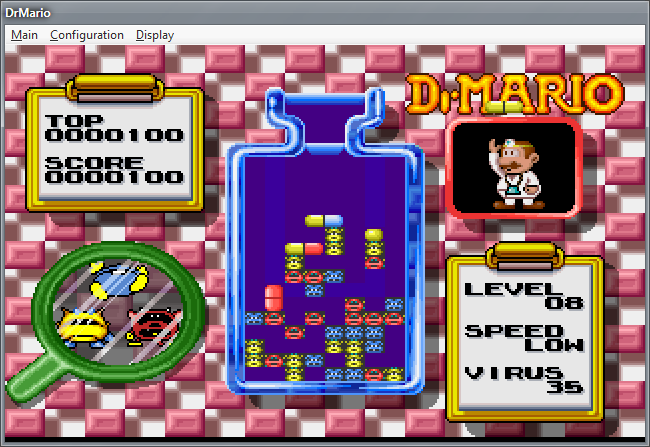 DrMario
Main Configuration Display
Dr.MARIO
TOP
0000100
SCORE
0000100
LEVEL
08
SPEED
LOW
VIRUS
35